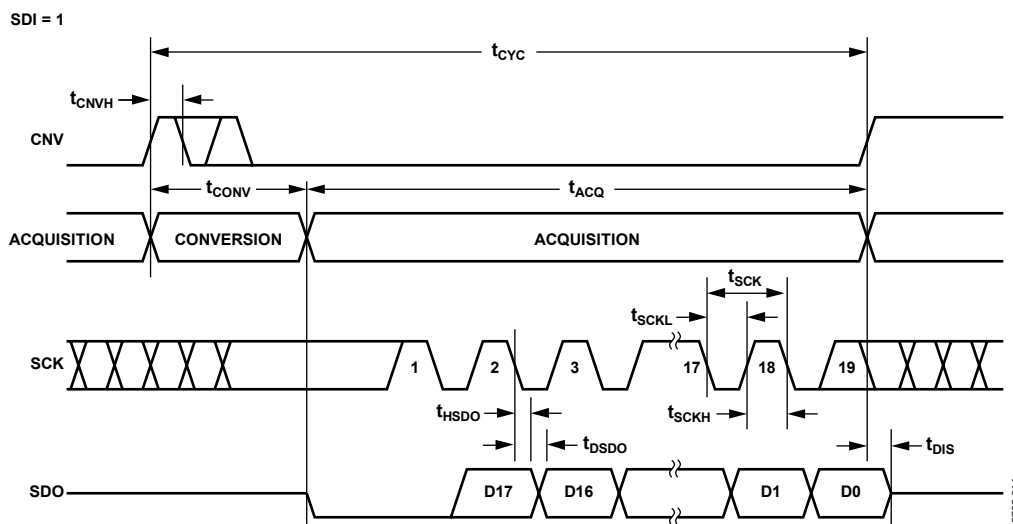 SDI = 1
tCYC
tCNVH
CNV
tCONV tACQ
ACQUISITION CONVERSION ACQUISITION
tSCK
tSCKL
SCK 1 2 3 17 18 19
tHSDO tSCKH
tDSDO tDIS
SDO D17 D16 D1 D0